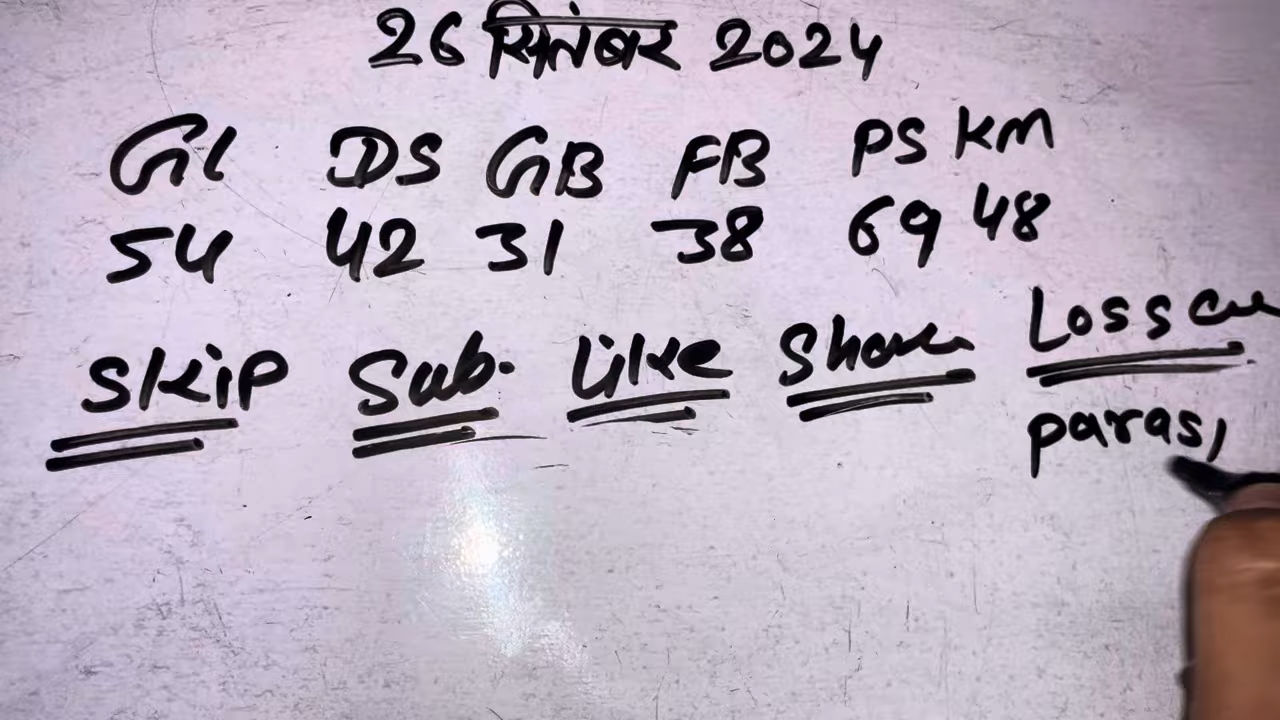 26 सितंबर 2024
GL DS GB FB PS KM
54 42 31 38 69 48
Skip Sub. Like Share Loss
paras